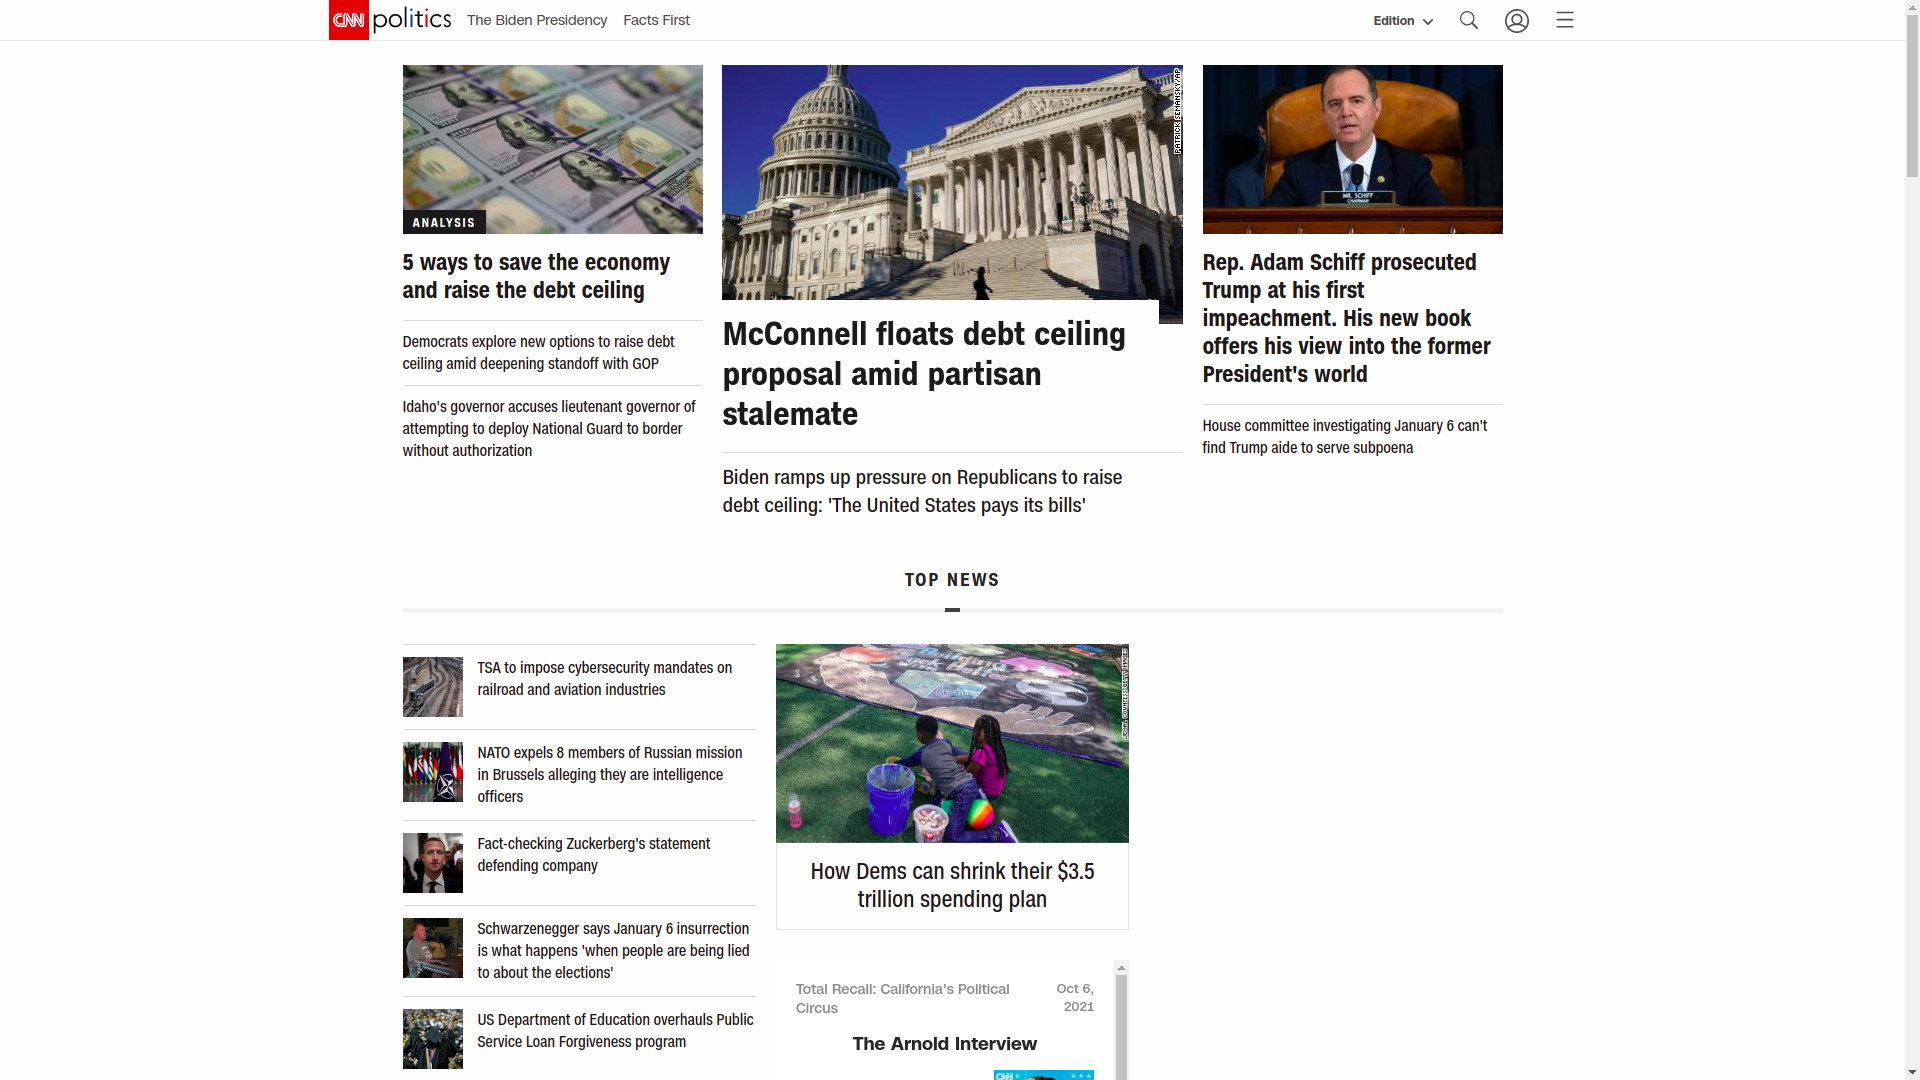 CNN politics The Biden Presidency Facts First Edition
PATRICK SEMANSKY/AP
MR. SCHIFF
CHAIRMAN
ANALYSIS
5 ways to save the economy
and raise the debt ceiling
Democrats explore new options to raise debt
ceiling amid deepening standoff with GOP
Idaho's governor accuses lieutenant governor of
attempting to deploy National Guard to border
without authorization
McConnell floats debt ceiling
proposal amid partisan
stalemate
Biden ramps up pressure on Republicans to raise
debt ceiling: 'The United States pays its bills'
Rep. Adam Schiff prosecuted
Trump at his first
impeachment. His new book
offers his view into the former
President's world
House committee investigating January 6 can't
find Trump aide to serve subpoena
TOP NEWS
TSA to impose cybersecurity mandates on
railroad and aviation industries
NATO expels 8 members of Russian mission
in Brussels alleging they are intelligence
officers
Fact-checking Zuckerberg's statement
defending company
Schwarzenegger says January 6 insurrection
is what happens 'when people are being lied
to about the elections'
US Department of Education overhauls Public
Service Loan Forgiveness program
Building
Back Better
How Dems can shrink their $3.5
trillion spending plan
Total Recall: California's Political
Circus
Oct 6,
2021
The Arnold Interview
CNN